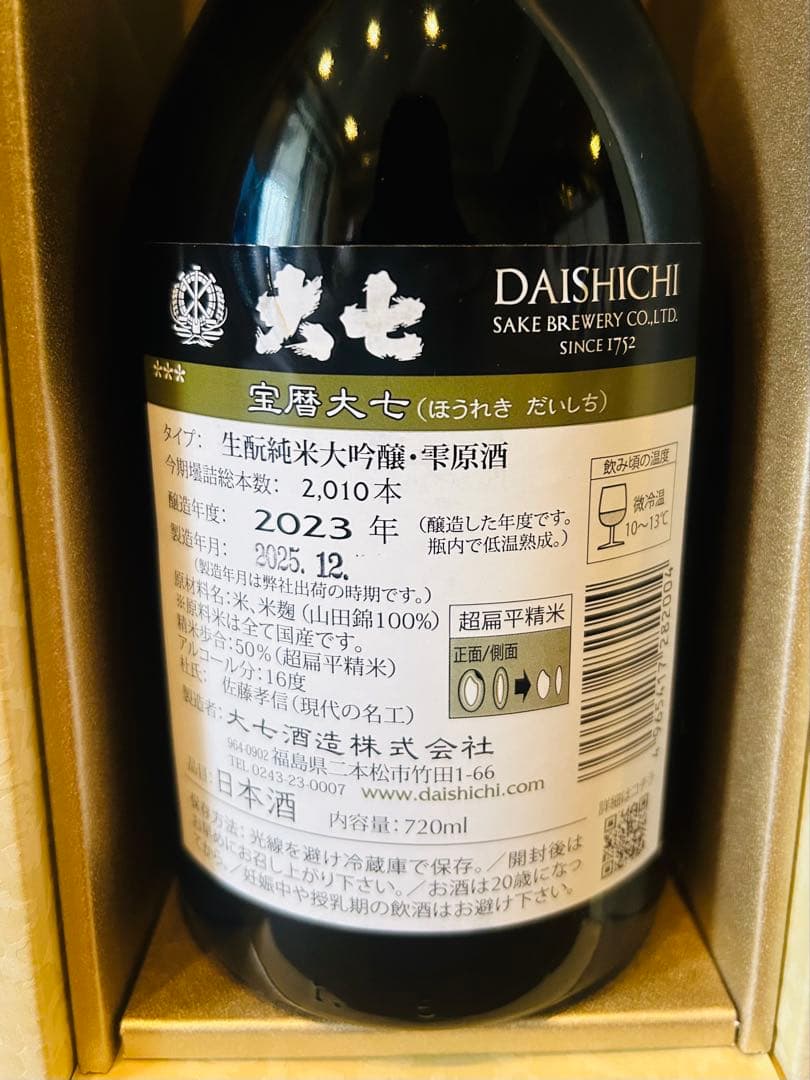 大七
DAISHICHI
SAKE BREWERY CO.,LTD.
SINCE 1752
***
宝暦大七(ほうれき だいしち)
タイプ: 生酛純米大吟醸・雫原酒
今期壜詰総本数: 2,010本
醸造年度: 2023年 (醸造した年度です。
瓶内で低温熟成。)
製造年月: 2025.12.
(製造年月は弊社出荷の時期です。)
原材料名:米、米麹(山田錦100%)
※原料米は全て国産です。
精米歩合:50%(超扁平精米)
アルコール分:16度
杜氏: 佐藤孝信(現代の名工)
製造者:大七酒造株式会社
964-0902 福島県二本松市竹田1-66
TEL 0243-23-0007 www.daishichi.com
品目:日本酒 内容量:720ml
保存方法:光線を避け冷蔵庫で保存。/開封後は
お早めにお召し上がり下さい。/お酒は20歳になっ
てから。/妊娠中や授乳期の飲酒はお避け下さい。
飲み頃の温度
微冷温
10〜13℃
超扁平精米
正面/側面
4 965417 282004
詳細はコチラ